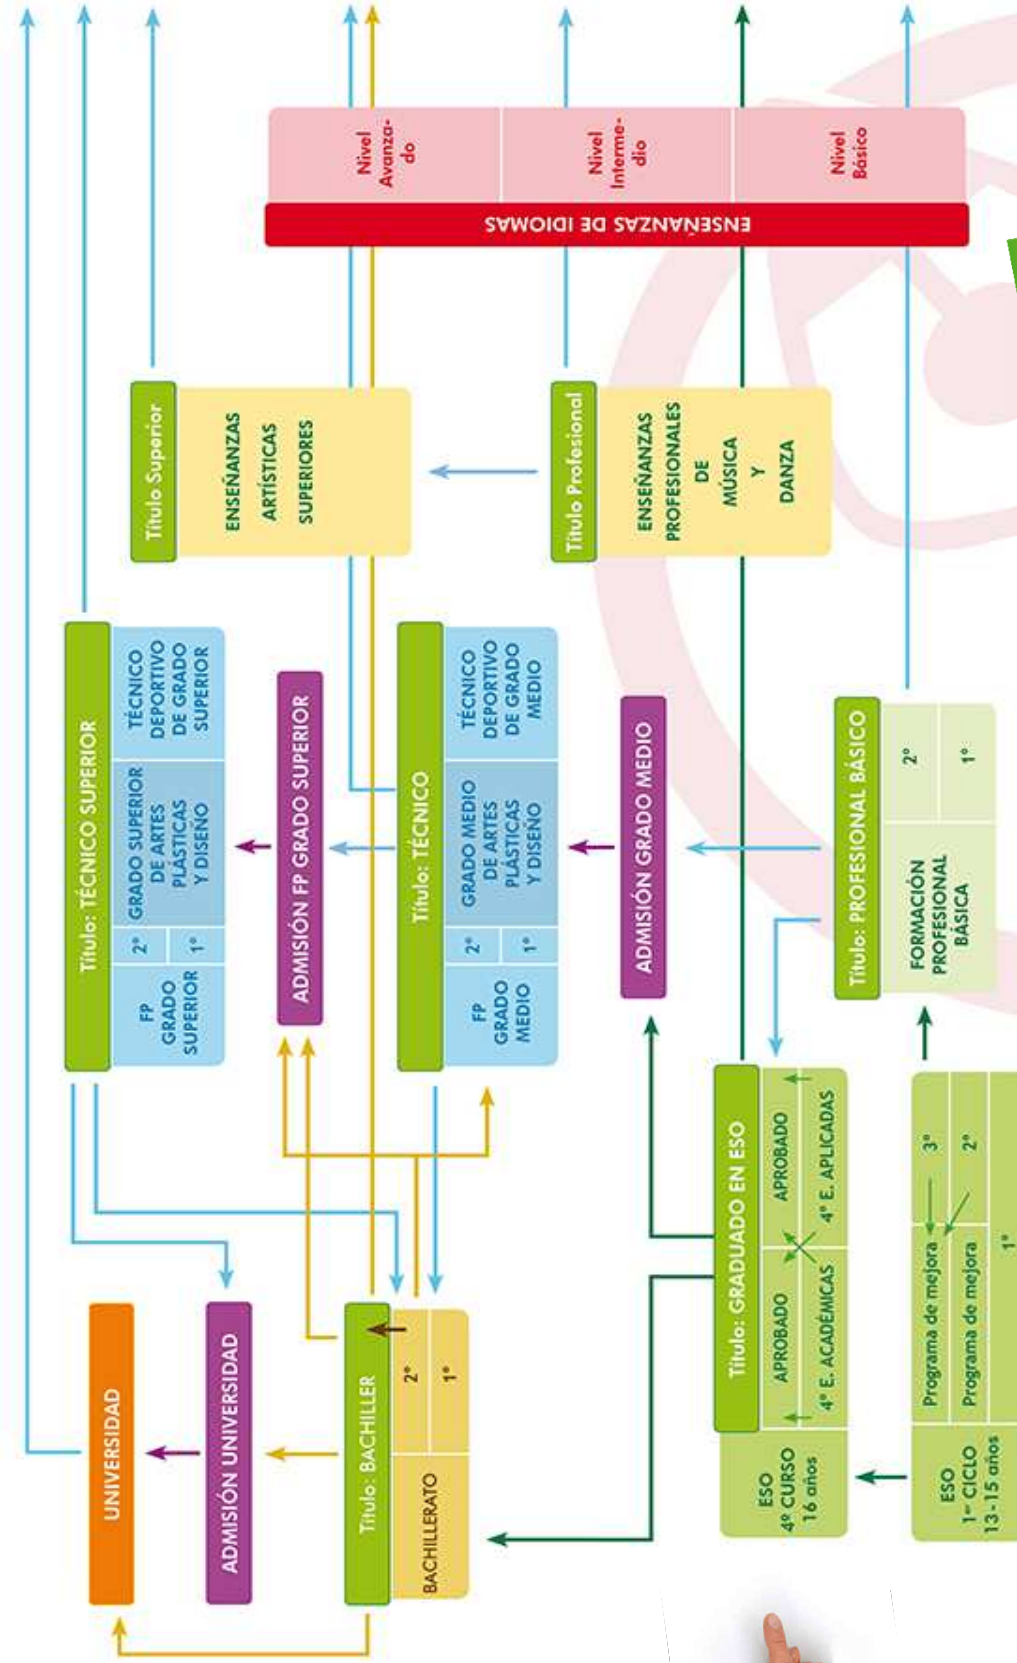 UNIVERSIDAD
ADMISIÓN UNIVERSIDAD
Título: BACHILLER
BACHILLERATO
2º
1º
Título: TÉCNICO SUPERIOR
FP
GRADO
SUPERIOR
2º
1º
GRADO SUPERIOR
DE ARTES
PLÁSTICAS
Y DISEÑO
TÉCNICO
DEPORTIVO
DE GRADO
SUPERIOR
ADMISIÓN FP GRADO SUPERIOR
Título: TÉCNICO
FP
GRADO
MEDIO
2º
1º
GRADO MEDIO
DE ARTES
PLÁSTICAS
Y DISEÑO
TÉCNICO
DEPORTIVO
DE GRADO
MEDIO
ADMISIÓN GRADO MEDIO
Título Superior
ENSEÑANZAS
ARTÍSTICAS
SUPERIORES
Título Profesional
ENSEÑANZAS
PROFESIONALES
DE
MÚSICA
Y
DANZA
ENSEÑANZAS DE IDIOMAS
Nivel
Avanza-
do
Nivel
Interme-
dio
Nivel
Básico
Título: GRADUADO EN ESO
ESO
4º CURSO
16 años
APROBADO
APROBADO
4º E. ACADÉMICAS
4º E. APLICADAS
Título: PROFESIONAL BÁSICO
FORMACIÓN
PROFESIONAL
BÁSICA
2º
1º
ESO
1er CICLO
13-15 años
Programa de mejora
3º
Programa de mejora
2º
1º